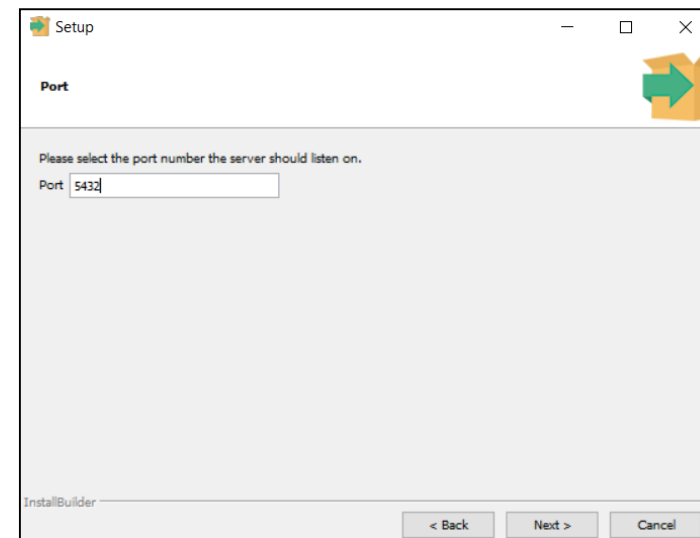 Setup
Port
Please select the port number the server should listen on.
Port 5432
InstallBuilder
< Back Next > Cancel